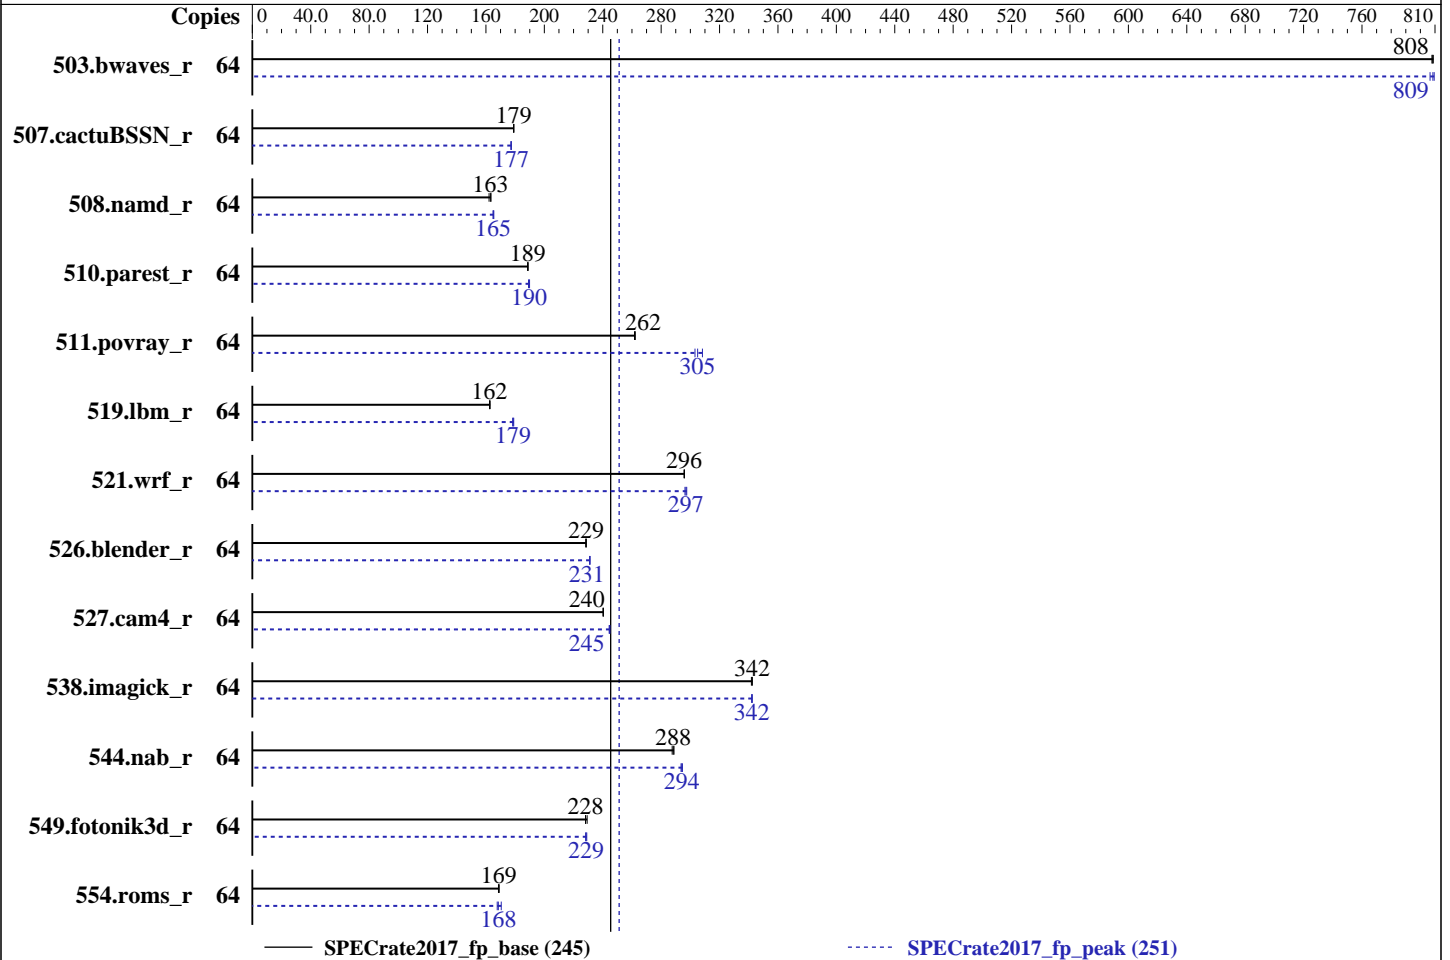 Copies 0 40.0 80.0 120 160 200 240 280 320 360 400 440 480 520 560 600 640 680 720 760 810
503.bwaves_r 64 808
809
507.cactuBSSN_r 64 179
177
508.namd_r 64 163
165
510.parest_r 64 189
190
511.povray_r 64 262
305
519.lbm_r 64 162
179
521.wrf_r 64 296
297
526.blender_r 64 229
231
527.cam4_r 64 240
245
538.imagick_r 64 342
342
544.nab_r 64 288
294
549.fotonik3d_r 64 228
229
554.roms_r 64 169
168
SPECrate2017_fp_base (245) SPECrate2017_fp_peak (251)